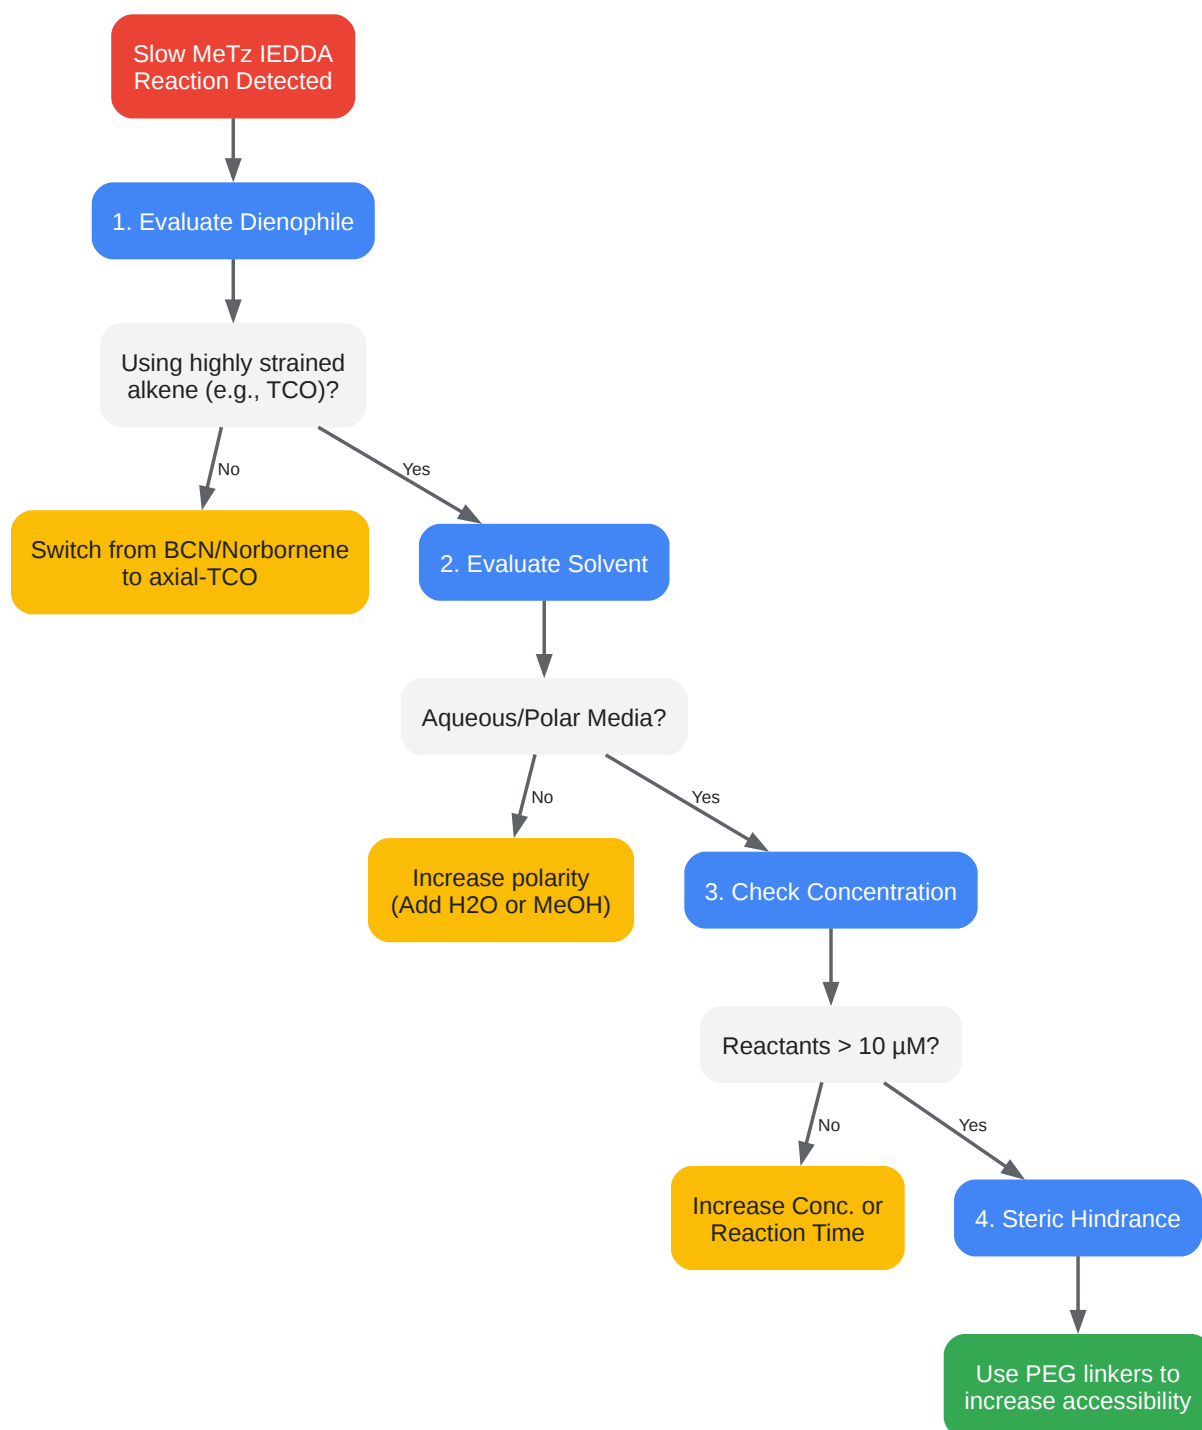 Slow MeTz IEDDA
Reaction Detected
1. Evaluate Dienophile
Using highly strained
alkene (e.g., TCO)?
No
Yes
Switch from BCN/Norbornene
to axial-TCO
2. Evaluate Solvent
Aqueous/Polar Media?
No
Yes
Increase polarity
(Add H2O or MeOH)
3. Check Concentration
Reactants > 10 µM?
No
Yes
Increase Conc. or
Reaction Time
4. Steric Hindrance
Use PEG linkers to
increase accessibility